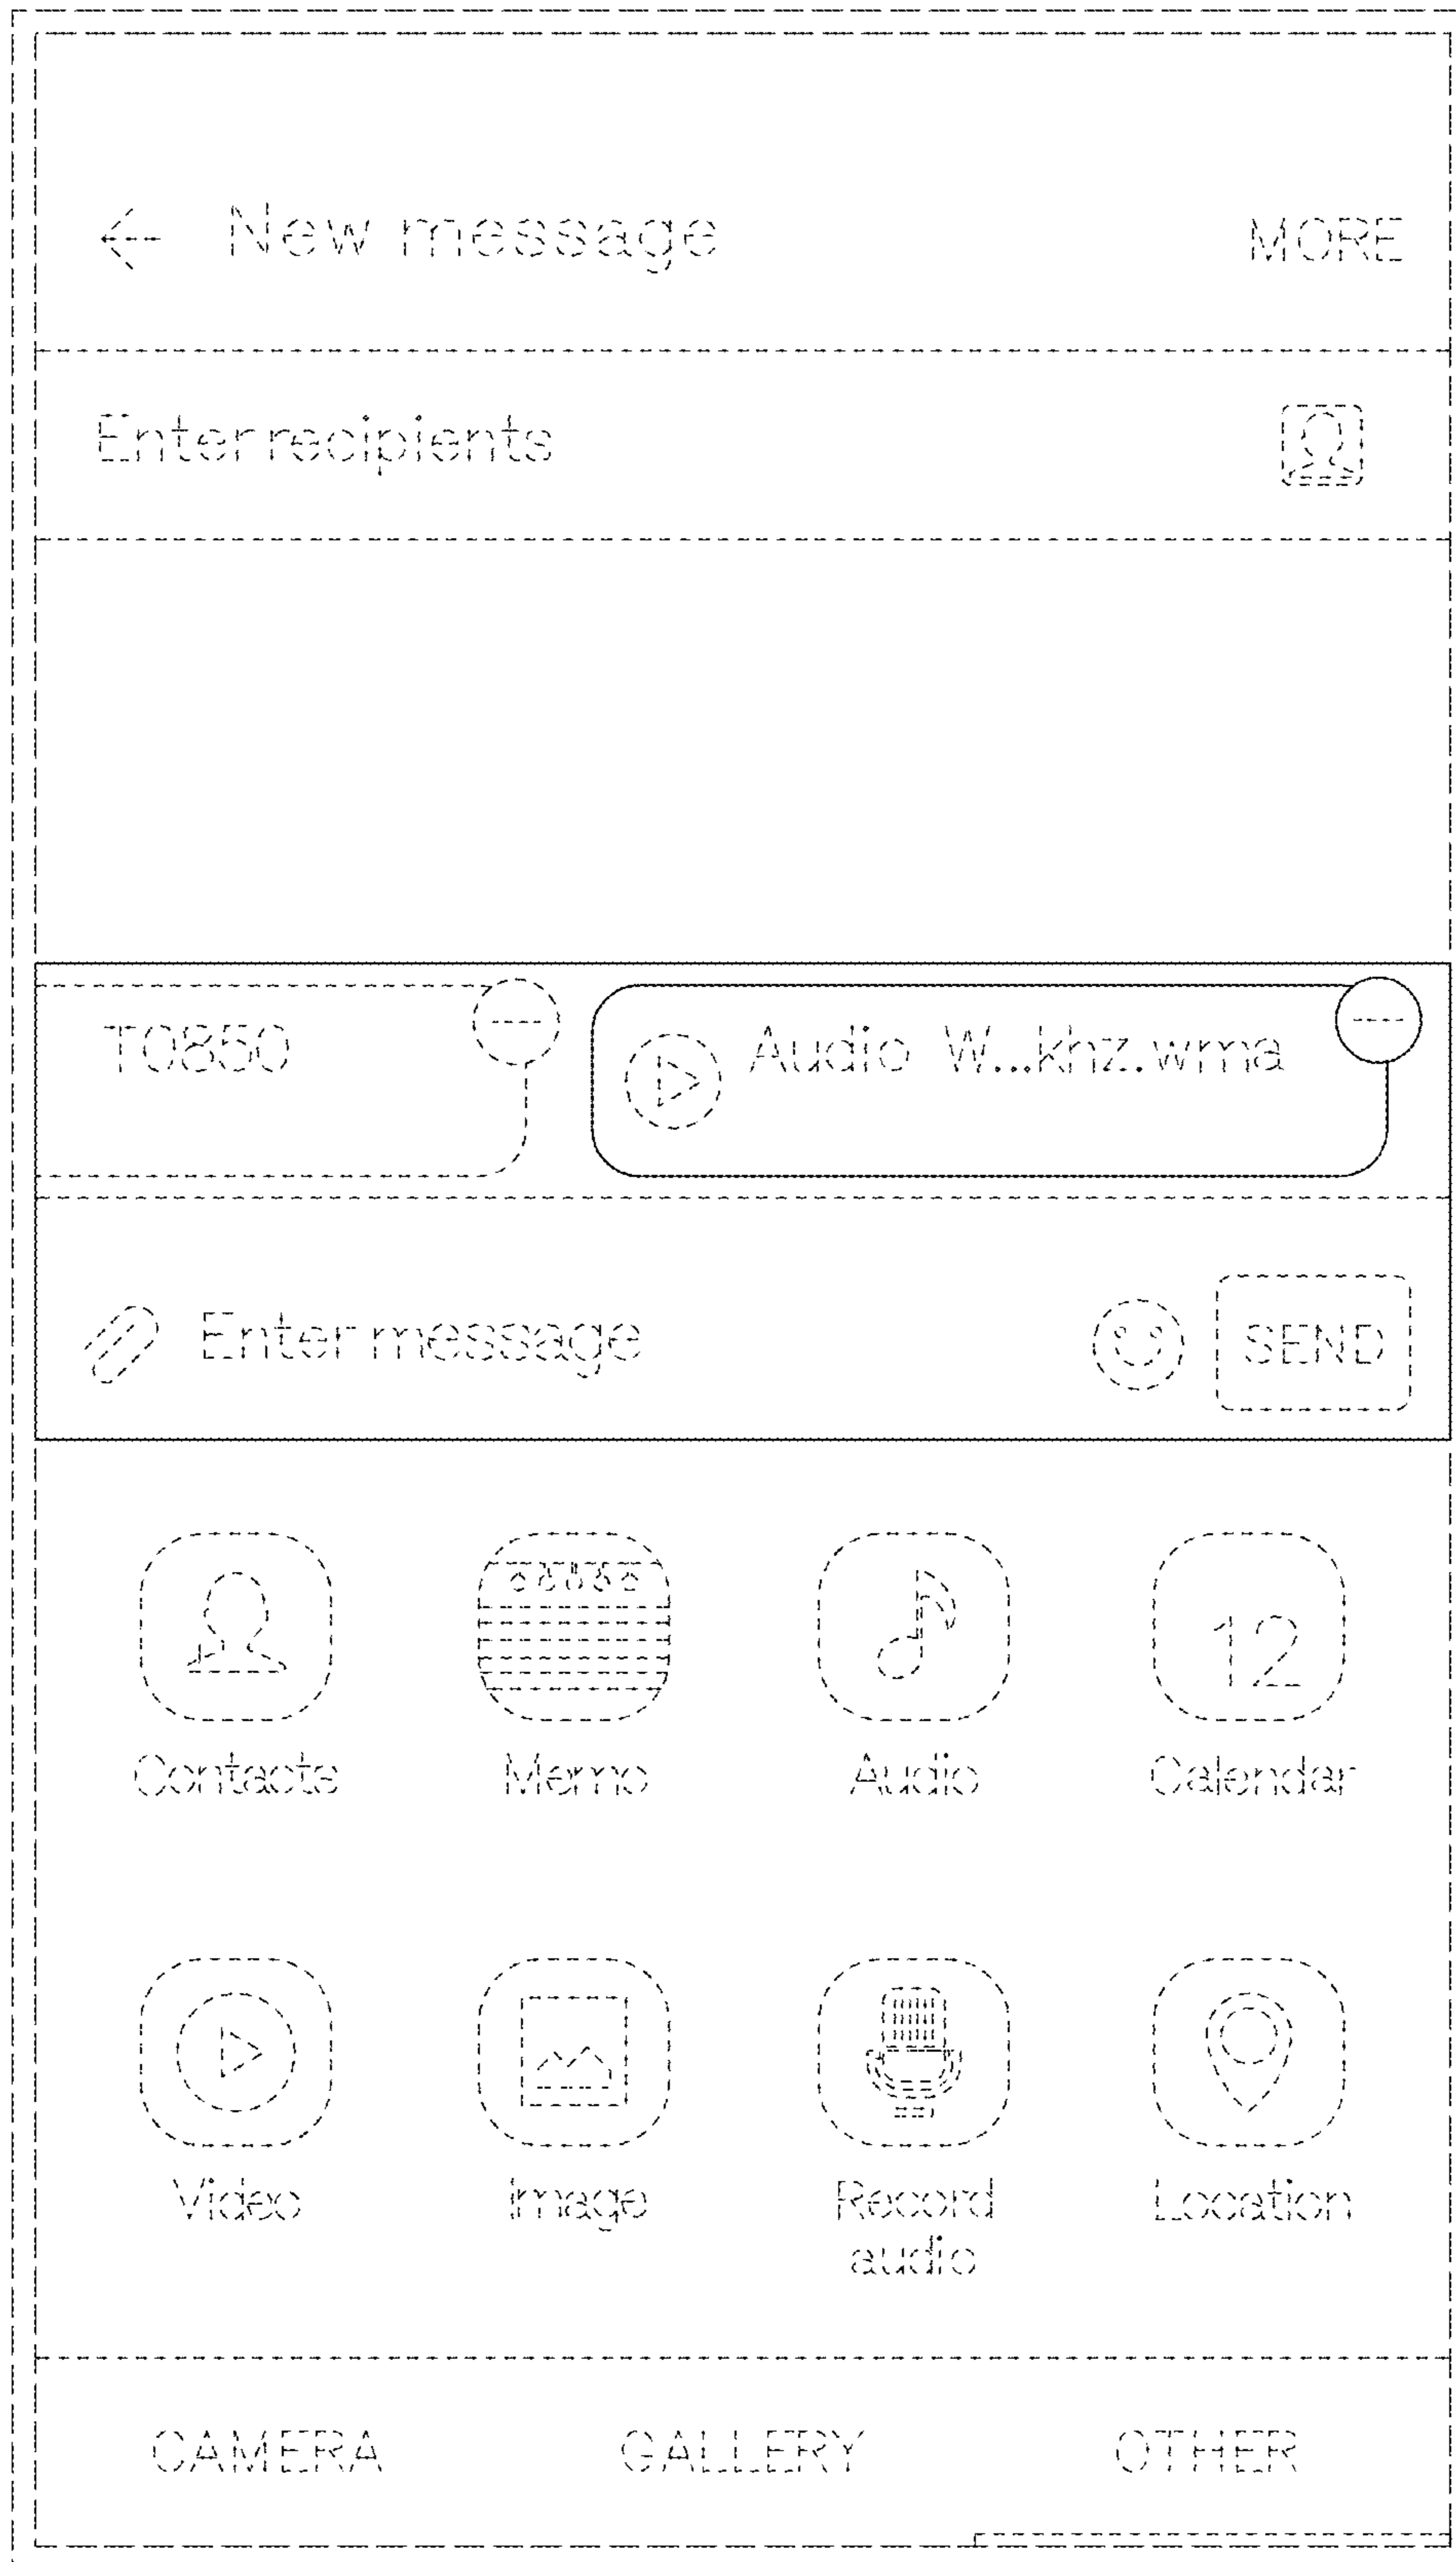 New message MORE
Enter recipients
T0850 Audio W...khz.wma
Enter message SEND
12
Contacts Memo Audio Calendar
Video Image Record audio Location
CAMERA GALLERY OTHER